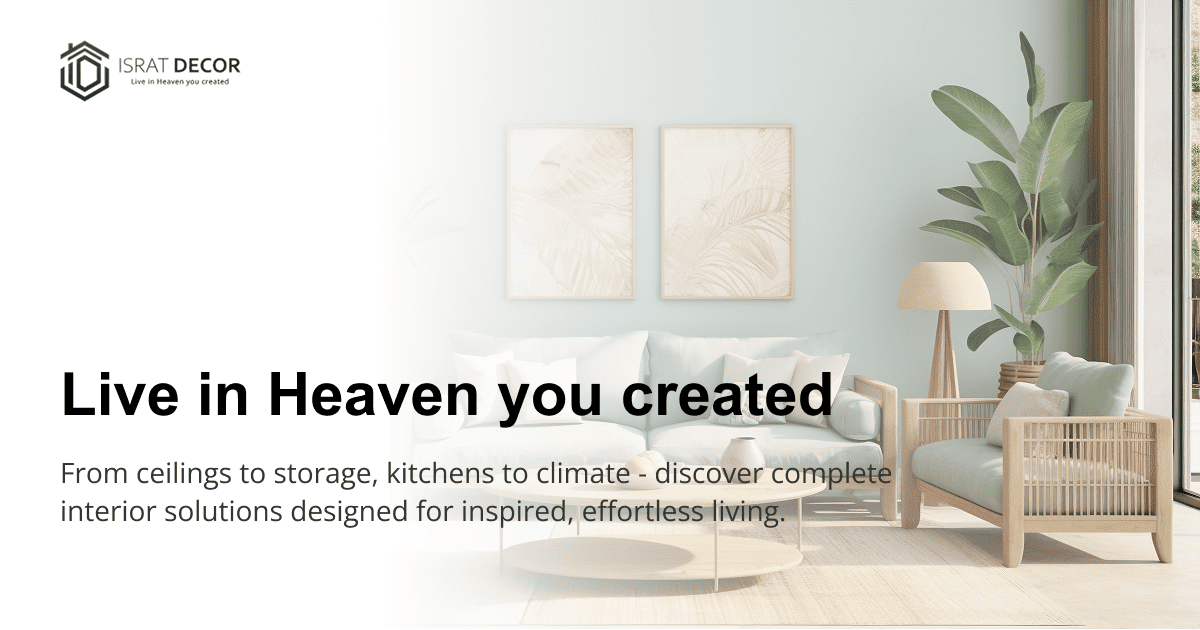 ISRAT DECOR
Live in Heaven you created
Live in Heaven you created
From ceilings to storage, kitchens to climate - discover complete
interior solutions designed for inspired, effortless living.